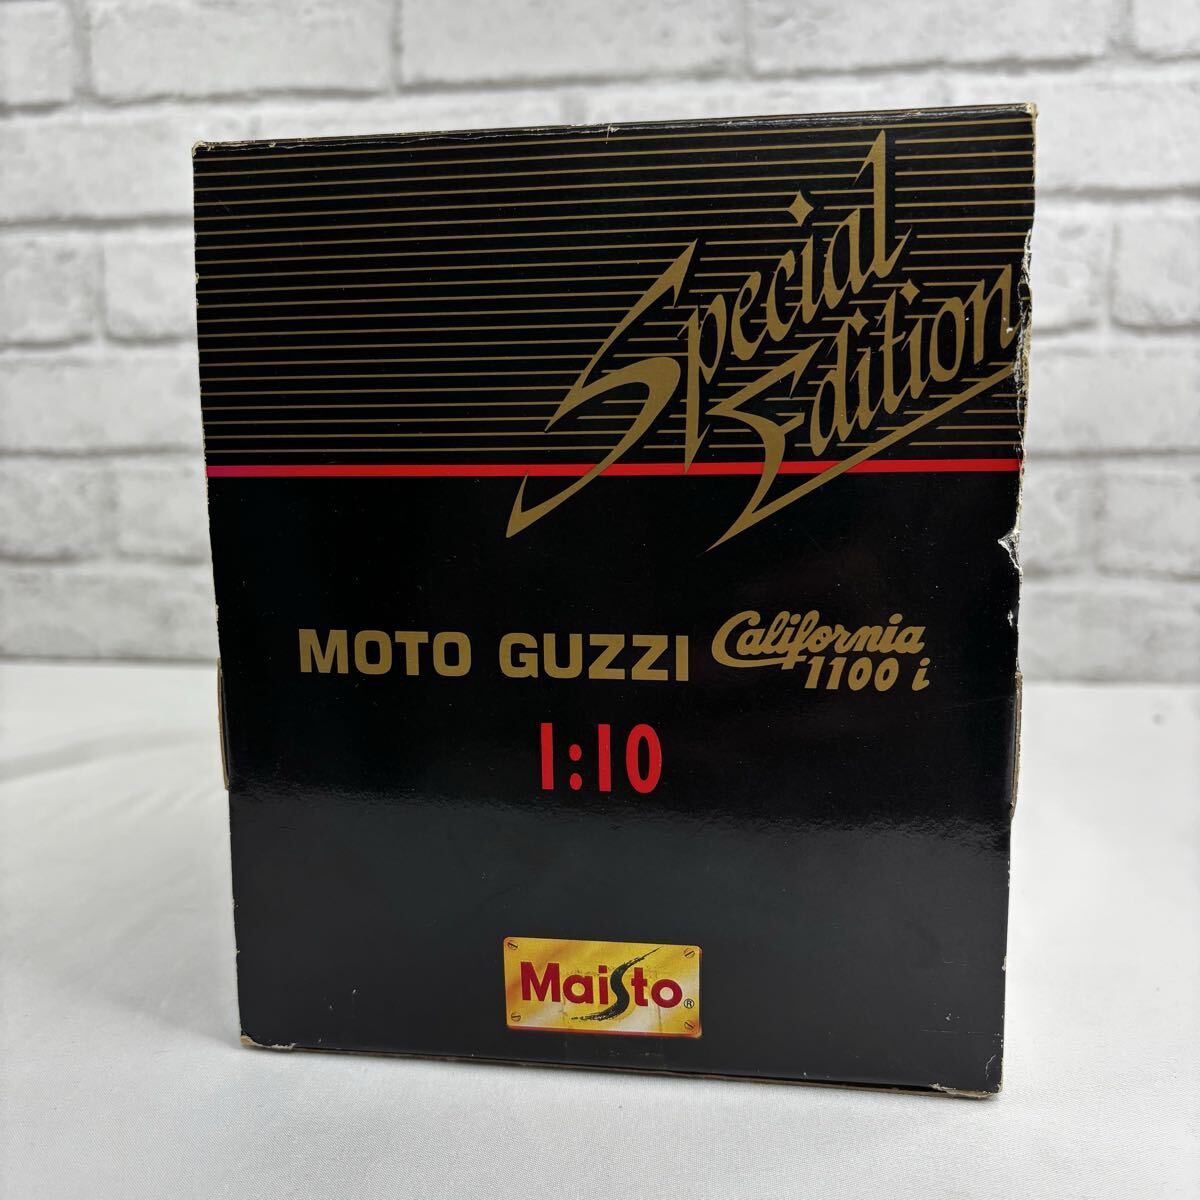 Special
Edition
MOTO GUZZI California
1100 i
1:10
Maisto®